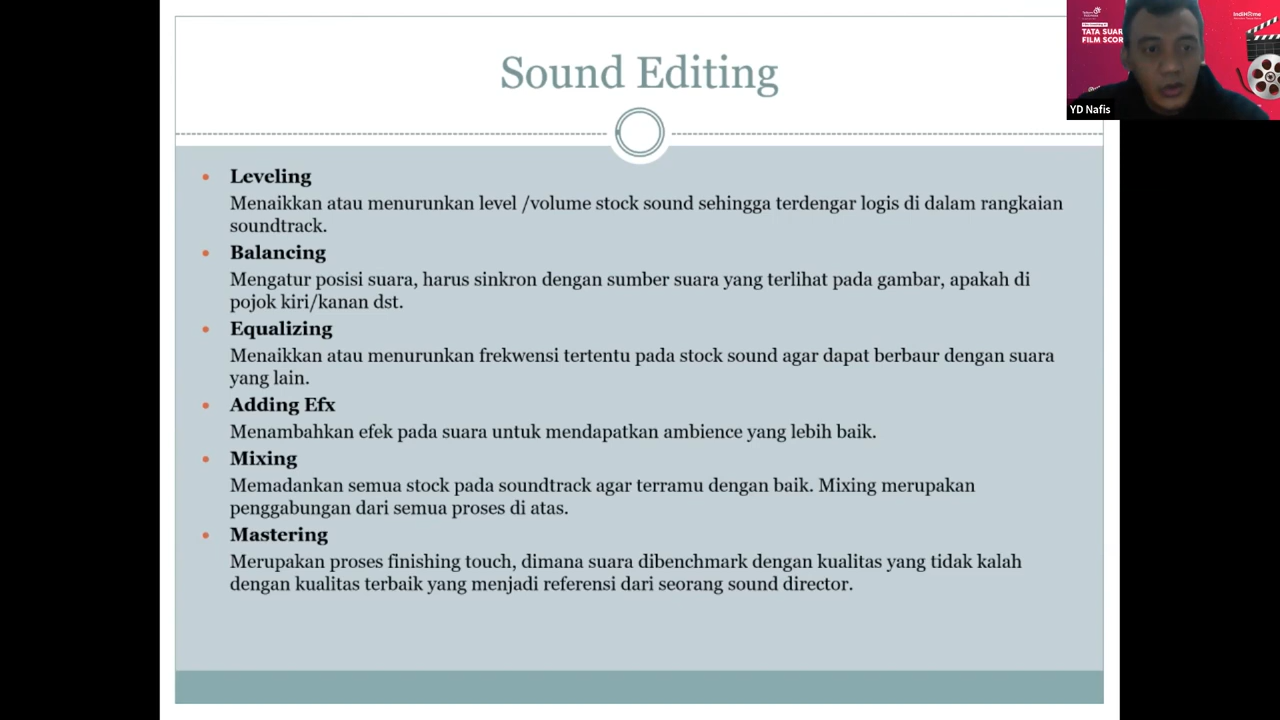 Sound Editing
Leveling
Menaikkan atau menurunkan level /volume stock sound sehingga terdengar logis di dalam rangkaian
soundtrack.
Balancing
Mengatur posisi suara, harus sinkron dengan sumber suara yang terlihat pada gambar, apakah di
pojok kiri/kanan dst.
Equalizing
Menaikkan atau menurunkan frekwensi tertentu pada stock sound agar dapat berbaur dengan suara
yang lain.
Adding Efx
Menambahkan efek pada suara untuk mendapatkan ambience yang lebih baik.
Mixing
Memadankan semua stock pada soundtrack agar terramu dengan baik. Mixing merupakan
penggabungan dari semua proses di atas.
Mastering
Merupakan proses finishing touch, dimana suara dibenchmark dengan kualitas yang tidak kalah
dengan kualitas terbaik yang menjadi referensi dari seorang sound director.
IndiHome
TATA SUAR
FILM SCOR
YD Nafis